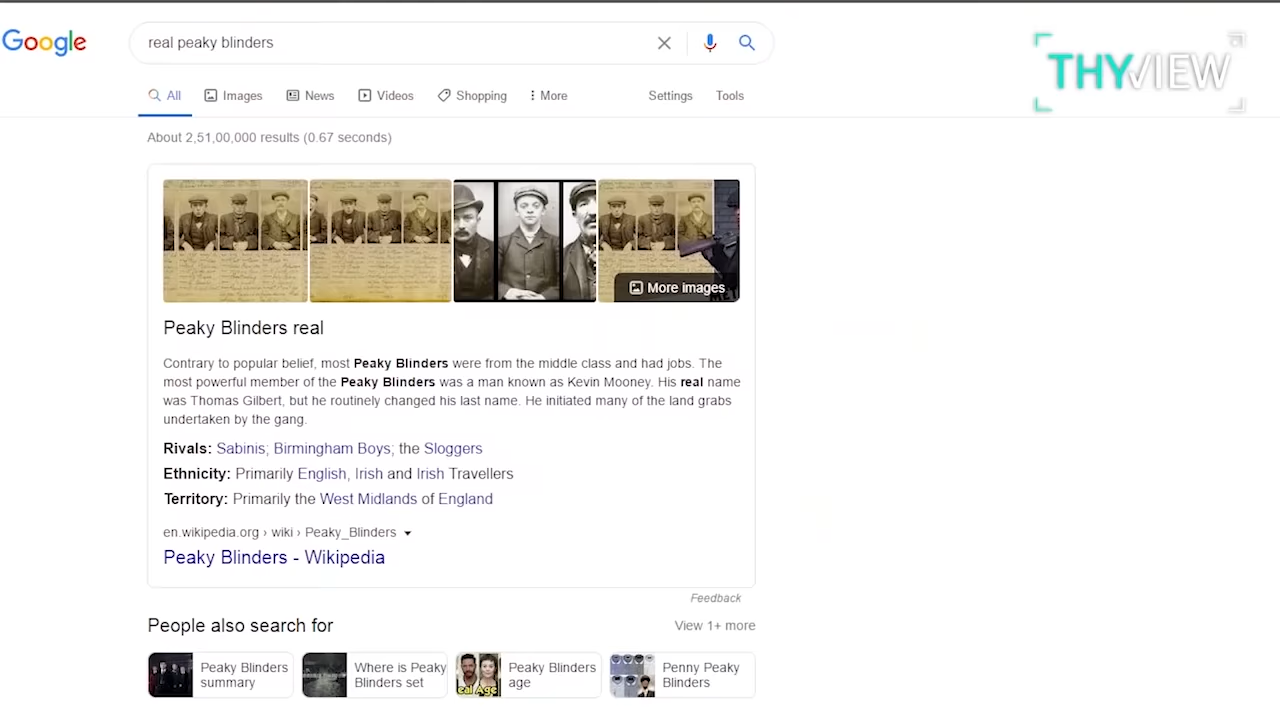 Google
real peaky blinders
THYVIEW
All
Images
News
Videos
Shopping
More
Settings
Tools
About 2,51,00,000 results (0.67 seconds)
More images
Peaky Blinders real
Contrary to popular belief, most Peaky Blinders were from the middle class and had jobs. The
most powerful member of the Peaky Blinders was a man known as Kevin Mooney. His real name
was Thomas Gilbert, but he routinely changed his last name. He initiated many of the land grabs
undertaken by the gang.
Rivals: Sabinis; Birmingham Boys; the Sloggers
Ethnicity: Primarily English, Irish and Irish Travellers
Territory: Primarily the West Midlands of England
en.wikipedia.org › wiki › Peaky_Blinders
Peaky Blinders - Wikipedia
Feedback
People also search for
View 1+ more
Peaky Blinders
summary
Where is Peaky
Blinders set
eal Age
Peaky Blinders
age
Penny Peaky
Blinders